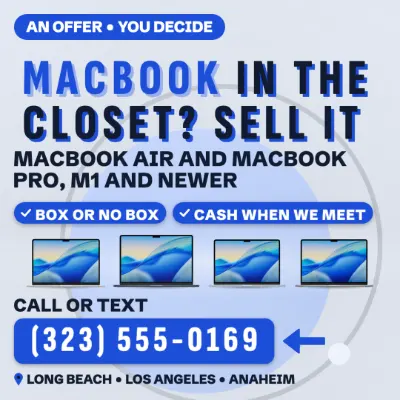 AN OFFER • YOU DECIDE
MACBOOK IN THE
CLOSET? SELL IT
MACBOOK AIR AND MACBOOK
PRO, M1 AND NEWER
BOX OR NO BOX
CASH WHEN WE MEET
CALL OR TEXT
(323) 555-0169
LONG BEACH • LOS ANGELES • ANAHEIM